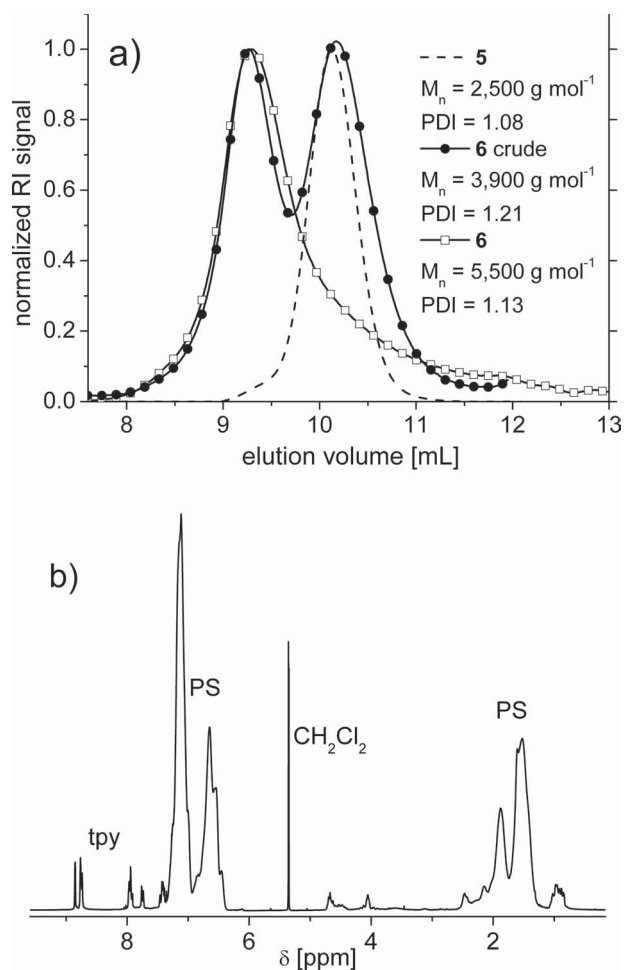 a)
normalized RI signal
1.0
0.8
0.6
0.4
0.2
0.0
5
Mₙ = 2,500 g mol⁻¹
PDI = 1.08
6 crude
Mₙ = 3,900 g mol⁻¹
PDI = 1.21
6
Mₙ = 5,500 g mol⁻¹
PDI = 1.13
8 9 10 11 12 13
elution volume [mL]
b)
PS
PS
CH₂Cl₂
tpy
8 6 4 2
δ [ppm]